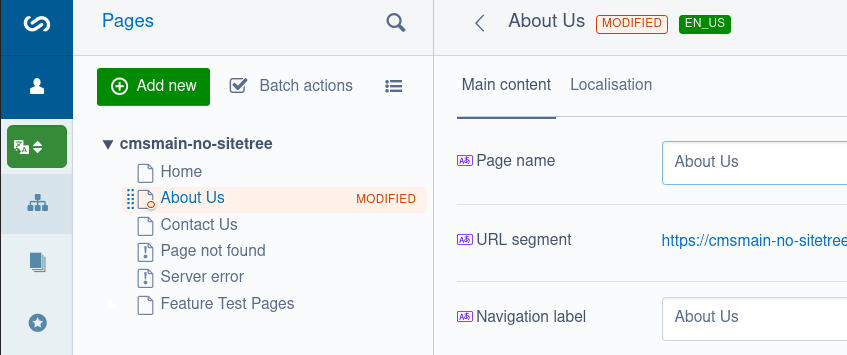 Pages
About Us MODIFIED EN_US
Add new Batch actions
Main content Localisation
cmsmain-no-sitetree
Home
About Us MODIFIED
Contact Us
Page not found
Server error
Feature Test Pages
Page name About Us
URL segment https://cmsmain-no-sitetree
Navigation label About Us